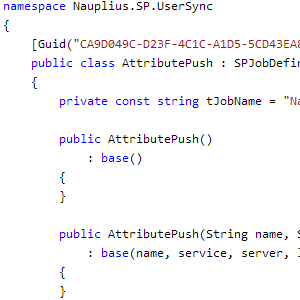 namespace Nauplius.SP.UserSync
{
[Guid("CA9D049C-D23F-4C1C-A1D5-5CD43EA8
public class AttributePush : SPJobDefin
{
private const string tJobName = "Na
public AttributePush()
: base()
{
}
public AttributePush(String name, S
: base(name, service, server, l
{
}